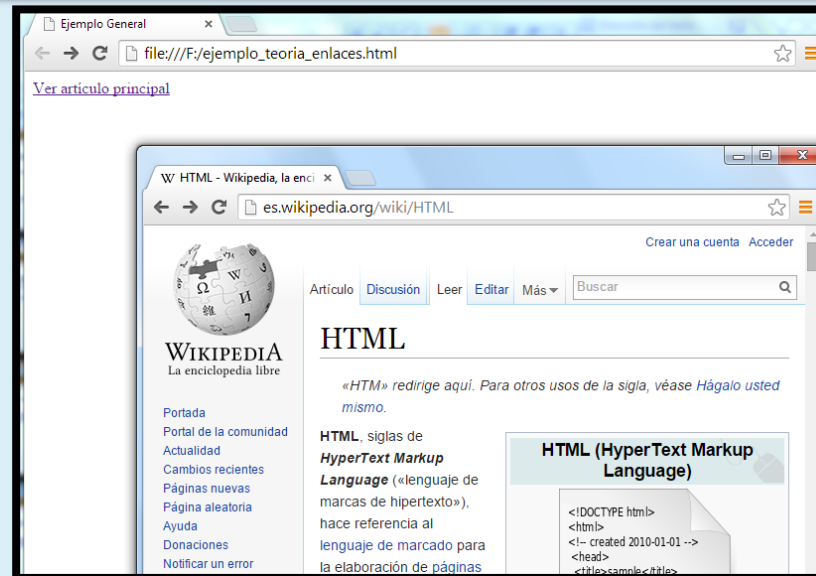 Ejemplo General
file:///F:/ejemplo_teoria_enlaces.html
Ver artículo principal
W HTML - Wikipedia, la enci
es.wikipedia.org/wiki/HTML
Crear una cuenta Acceder
Artículo Discusión Leer Editar Más Buscar
WIKIPEDIA
La enciclopedia libre
HTML
«HTM» redirige aquí. Para otros usos de la sigla, véase Hágalo usted
mismo.
Portada
Portal de la comunidad
Actualidad
Cambios recientes
Páginas nuevas
Página aleatoria
Ayuda
Donaciones
Notificar un error
HTML, siglas de
HyperText Markup
Language («lenguaje de
marcas de hipertexto»),
hace referencia al
lenguaje de marcado para
la elaboración de páginas
HTML (HyperText Markup
Language)
<!DOCTYPE html>
<html>
<!-- created 2010-01-01 -->
<head>
<title>sample</title>